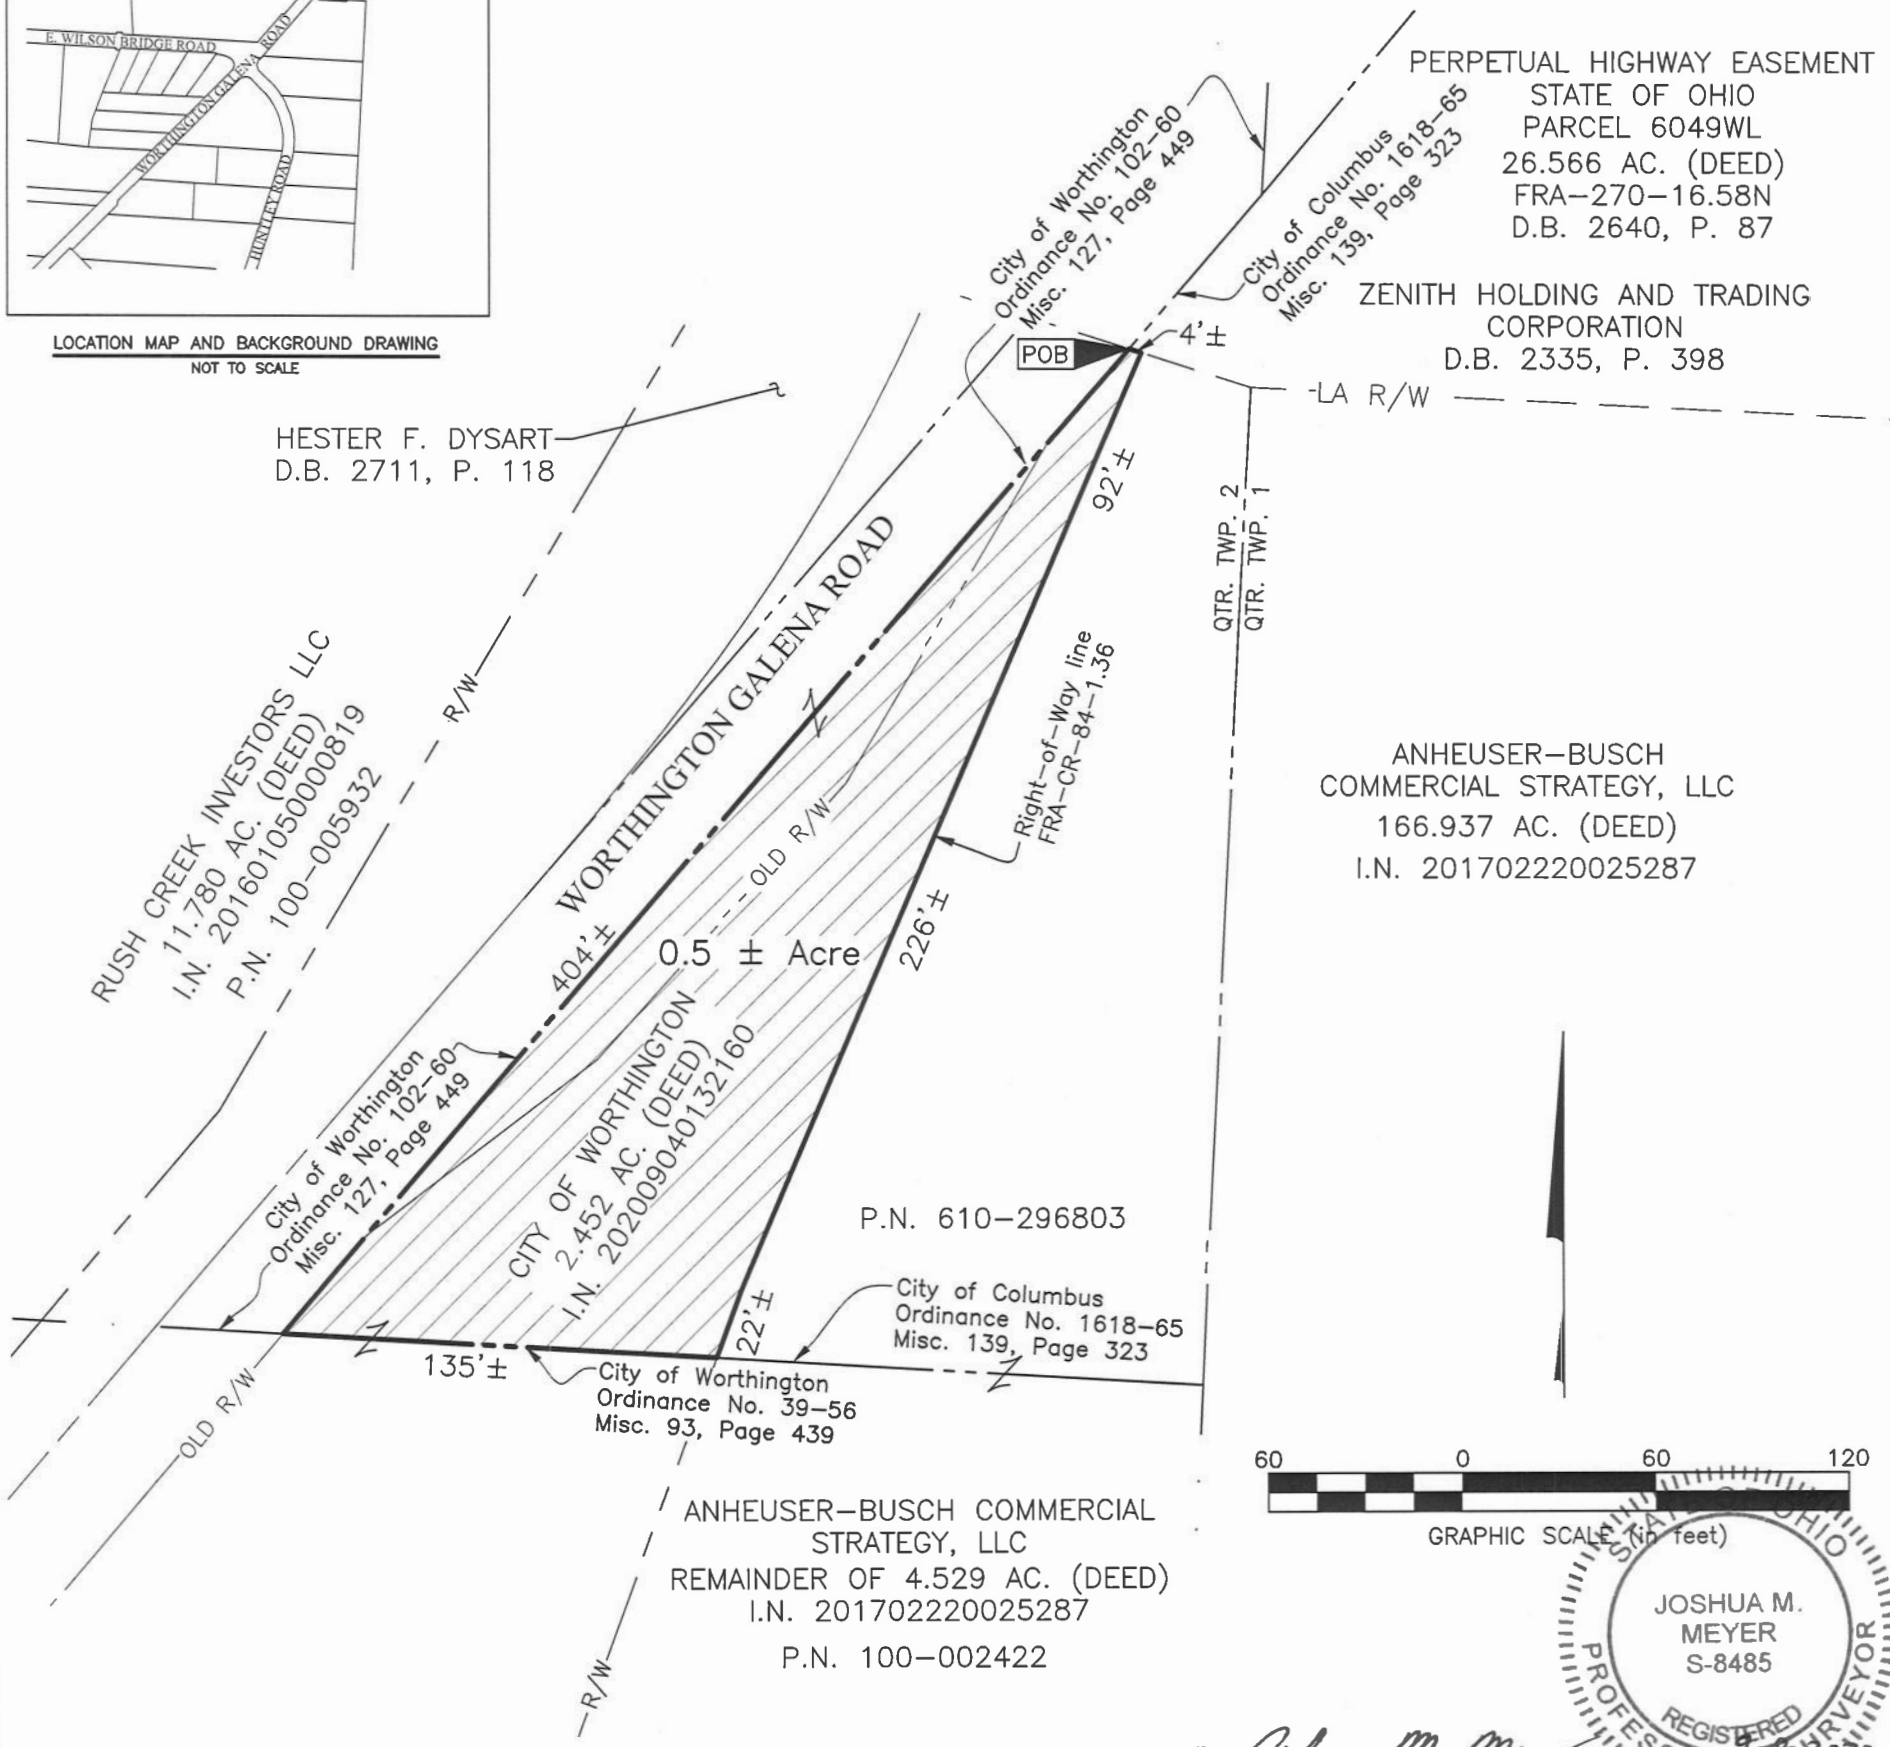 E. WILSON BRIDGE ROAD
WORTHINGTON GALENA ROAD
HUNTLEY ROAD
LOCATION MAP AND BACKGROUND DRAWING
NOT TO SCALE
PERPETUAL HIGHWAY EASEMENT
STATE OF OHIO
PARCEL 6049WL
26.566 AC. (DEED)
FRA-270-16.58N
D.B. 2640, P. 87
ZENITH HOLDING AND TRADING
CORPORATION
D.B. 2335, P. 398
City of Worthington
Ordinance No. 102-60
Misc. 127, Page 449
City of Columbus
Ordinance No. 1618-65
Misc. 139, Page 323
POB
4'±
LA R/W
HESTER F. DYSART
D.B. 2711, P. 118
92'±
QTR. TWP. 2
QTR. TWP. 1
R/W
WORTHINGTON GALENA ROAD
Right-of-Way line
FRA-CR-84-1.36
RUSH CREEK INVESTORS LLC
11.780 AC. (DEED)
I.N. 201601050000819
P.N. 100-005932
ANHEUSER-BUSCH
COMMERCIAL STRATEGY, LLC
166.937 AC. (DEED)
I.N. 201702220025287
OLD R/W
404'±
0.5 ± Acre
226'±
City of Worthington
Ordinance No. 102-60
Misc. 127, Page 449
CITY OF WORTHINGTON
2.452 AC. (DEED)
I.N. 202009040132160
P.N. 610-296803
22'±
City of Columbus
Ordinance No. 1618-65
Misc. 139, Page 323
135'±
City of Worthington
Ordinance No. 39-56
Misc. 93, Page 439
OLD R/W
ANHEUSER-BUSCH COMMERCIAL
STRATEGY, LLC
REMAINDER OF 4.529 AC. (DEED)
I.N. 201702220025287
P.N. 100-002422
R/W
60 0 60 120
GRAPHIC SCALE (in feet)
STATE OF OHIO
JOSHUA M.
MEYER
S-8485
REGISTERED